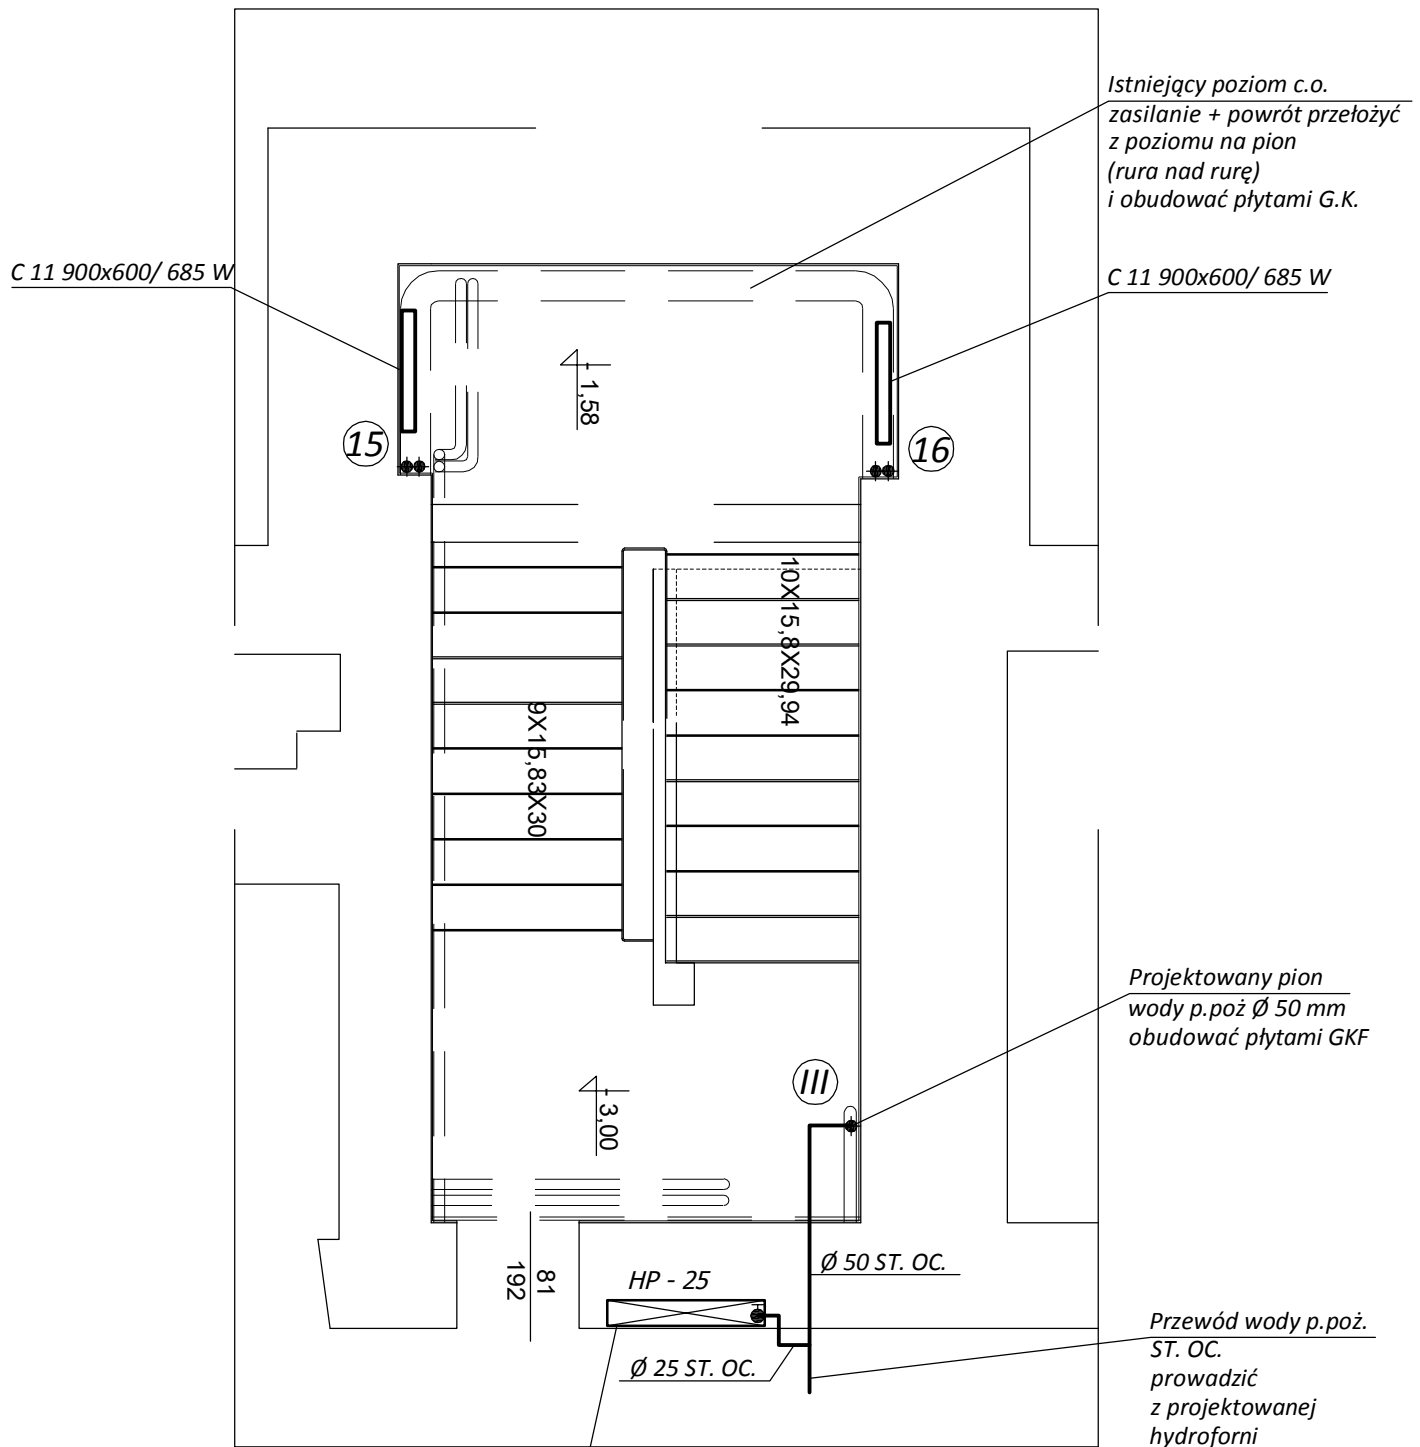 Istniejący poziom c.o.
zasilanie + powrót przełożyć
z poziomu na pion
(rura nad rurę)
i obudować płytami G.K.
C 11 900x600/ 685 W
C 11 900x600/ 685 W
- 1,58
15
16
10X15,8X29,94
9X15,83X30
Projektowany pion
wody p.poż Ø 50 mm
obudować płytami GKF
III
- 3,00
81
192
HP - 25
Ø 50 ST. OC.
Ø 25 ST. OC.
Przewód wody p.poż.
ST. OC.
prowadzić
z projektowanej
hydroforni